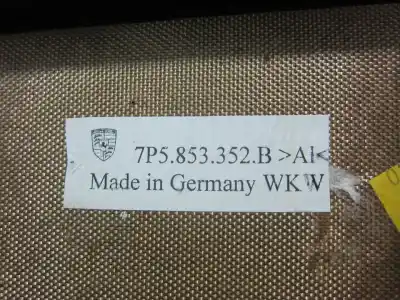 7P5.853.352.B >Al<
Made in Germany WKW